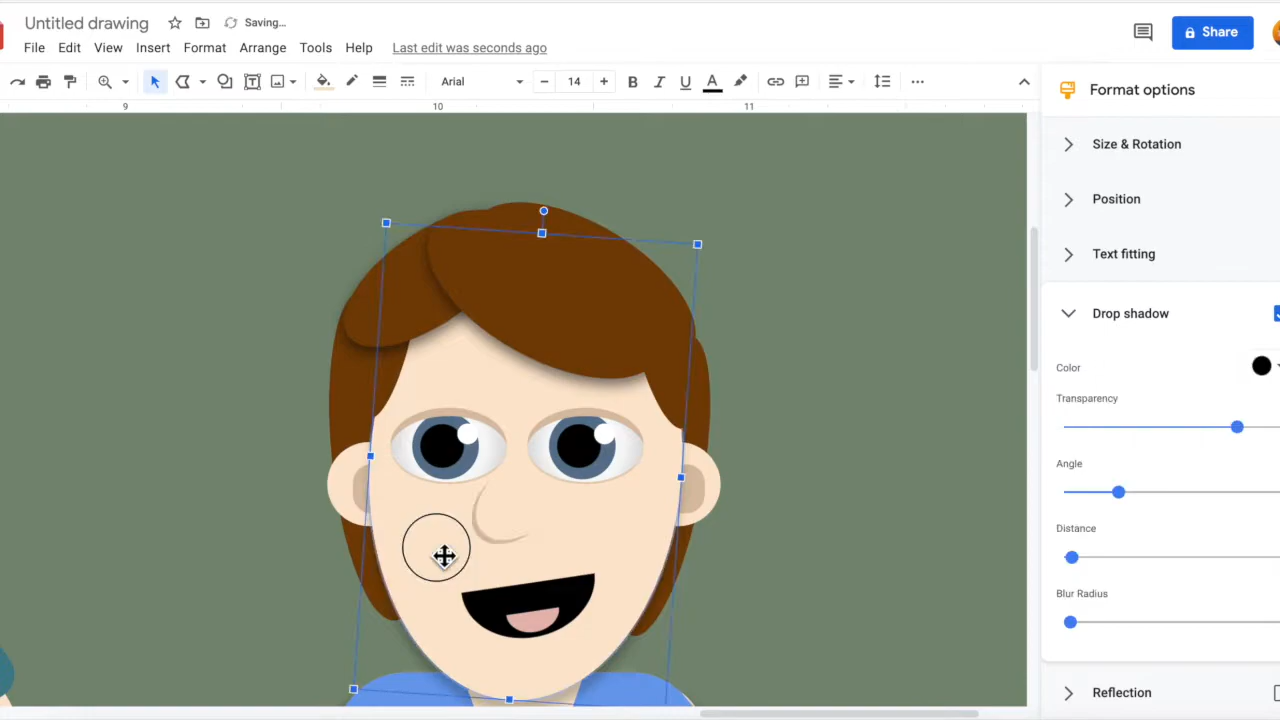 Untitled drawing Saving…
File Edit View Insert Format Arrange Tools Help Last edit was seconds ago
Share
Arial 14 B I U A
9 10 11
Format options
Size & Rotation
Position
Text fitting
Drop shadow
Color
Transparency
Angle
Distance
Blur Radius
Reflection